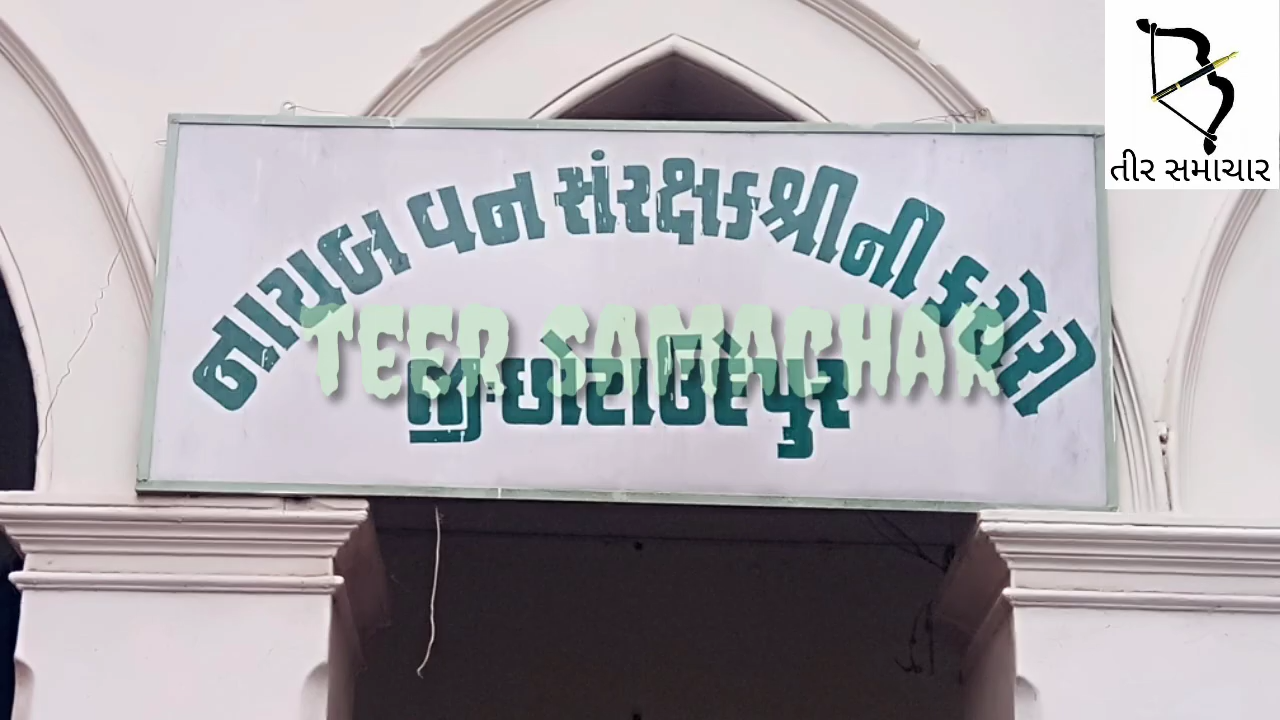 નાયબ વન સંરક્ષકશ્રીની કચેરી
TEER SAMACHAR
જી-છોટાઉદેપુર
તીર સમાચાર